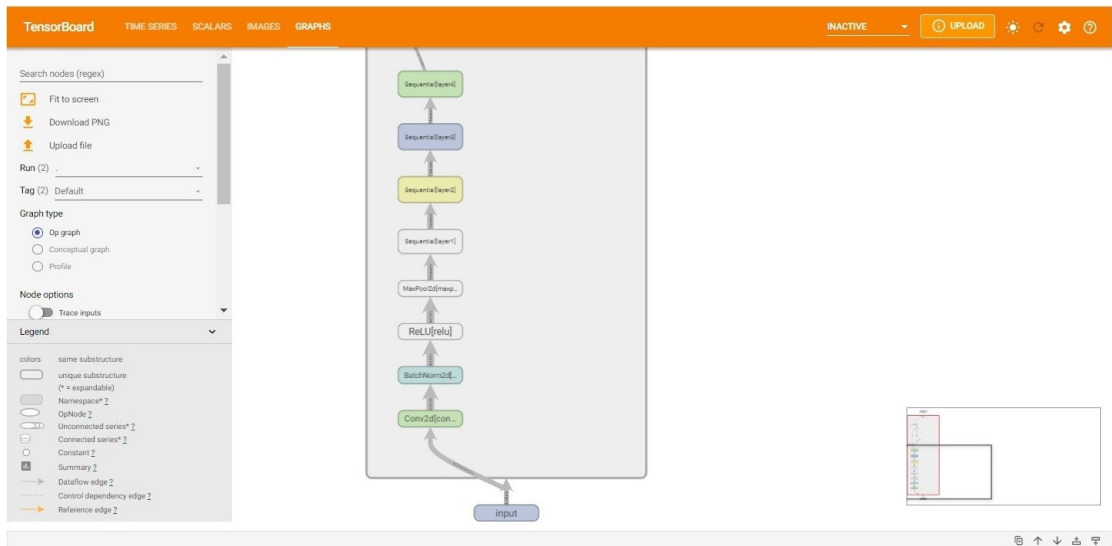 TensorBoard TIME SERIES SCALARS IMAGES GRAPHS INACTIVE UPLOAD
Search nodes (regex)
Fit to screen
Download PNG
Upload file
Run (2) .
Tag (2) Default
Graph type
Op graph
Conceptual graph
Profile
Node options
Trace inputs
Legend
colors same substructure
unique substructure
(* = expandable)
Namespace* ?
OpNode ?
Unconnected series* ?
Connected series* ?
Constant ?
Summary ?
Dataflow edge ?
Control dependency edge ?
Reference edge ?
Sequential[layer4]
Sequential[layer3]
Sequential[layer2]
Sequential[layer1]
MaxPool2d[maxp...
ReLU[relu]
BatchNorm2d[...
Conv2d[con...
input